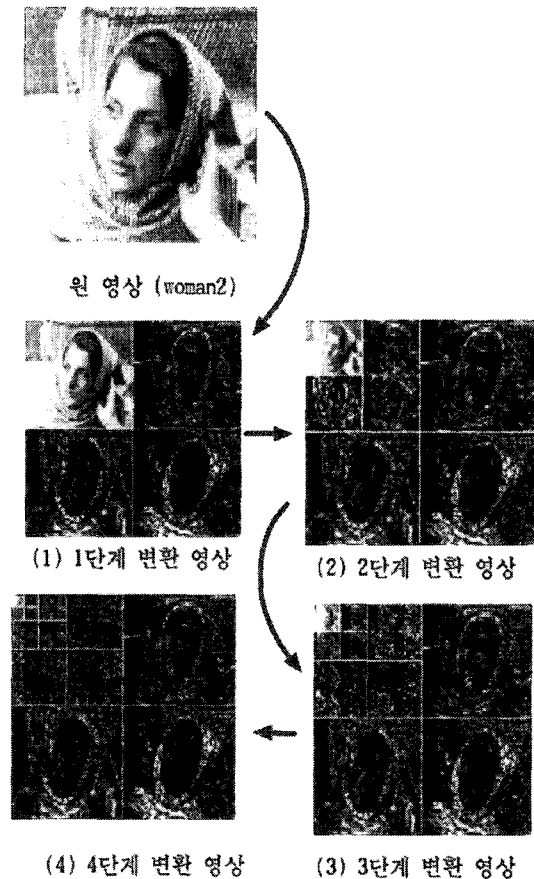 원 영상 (woman2)
(1) 1단계 변환 영상
(2) 2단계 변환 영상
(4) 4단계 변환 영상
(3) 3단계 변환 영상